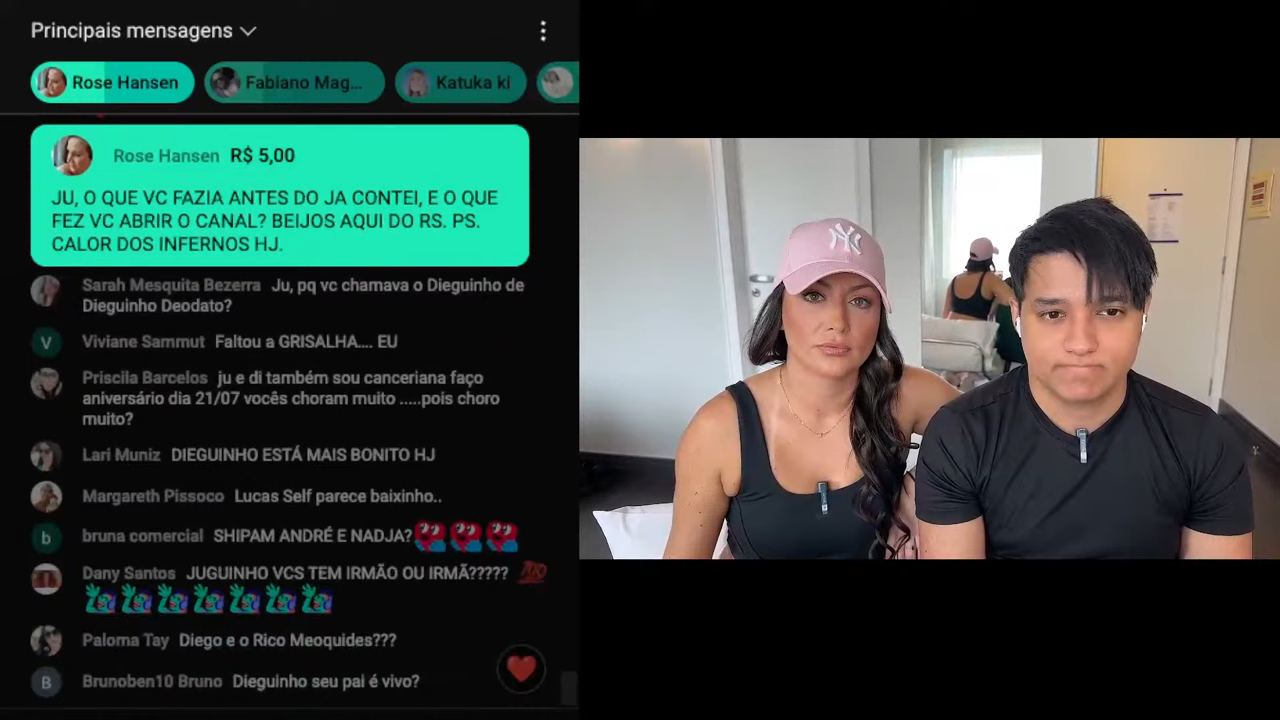 Principais mensagens
Rose Hansen
Fabiano Mag...
Katuka ki
Rose Hansen R$ 5,00
JU, O QUE VC FAZIA ANTES DO JA CONTEI, E O QUE
FEZ VC ABRIR O CANAL? BEIJOS AQUI DO RS. PS.
CALOR DOS INFERNOS HJ.
Sarah Mesquita Bezerra Ju, pq vc chamava o Dieguinho de
Dieguinho Deodato?
V Viviane Sammut Faltou a GRISALHA.... EU
Priscila Barcelos ju e di também sou canceriana faço
aniversário dia 21/07 vocês choram muito .....pois choro
muito?
Lari Muniz DIEGUINHO ESTÁ MAIS BONITO HJ
Margareth Pissoco Lucas Self parece baixinho..
b bruna comercial SHIPAM ANDRÉ E NADJA?
Dany Santos JUGUINHO VCS TEM IRMÃO OU IRMÃ????? 💯
Paloma Tay Diego e o Rico Meoquides???
B Brunoben10 Bruno Dieguinho seu pai é vivo?
NY